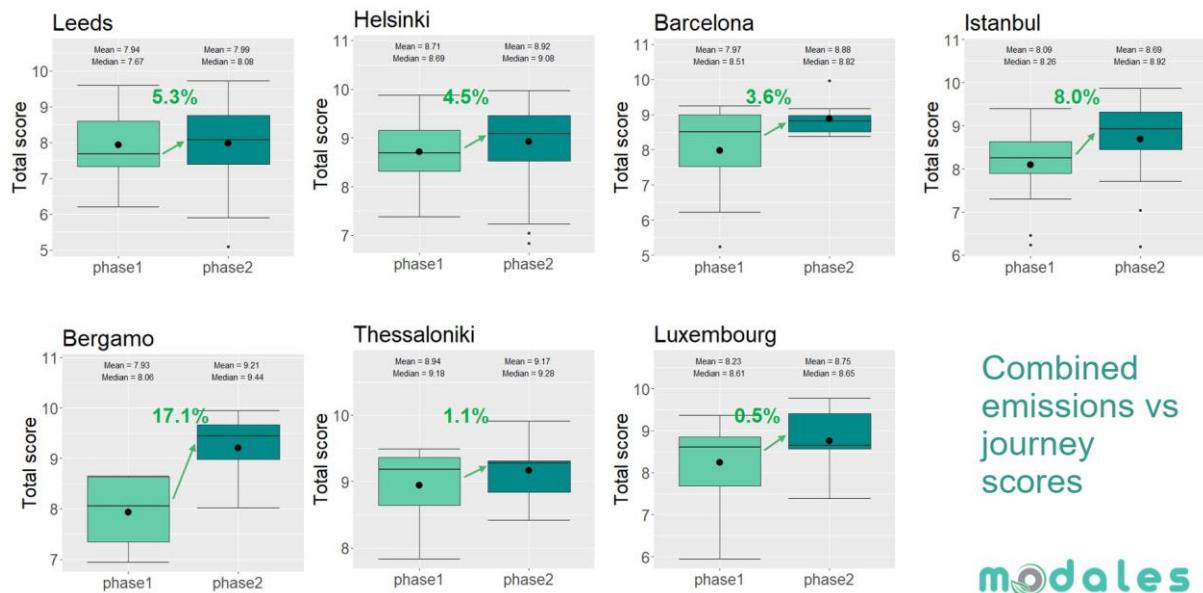 Leeds
Mean = 7.94
Median = 7.67
Mean = 7.99
Median = 8.08
5.3%
Total score
10
9
8
7
6
5
phase1
phase2
Helsinki
Mean = 8.71
Median = 8.69
Mean = 8.92
Median = 9.08
4.5%
Total score
11
10
9
8
7
phase1
phase2
Barcelona
Mean = 7.97
Median = 8.51
Mean = 8.88
Median = 8.82
3.6%
Total score
11
10
9
8
7
6
5
phase1
phase2
Istanbul
Mean = 8.09
Median = 8.26
Mean = 8.69
Median = 8.92
8.0%
Total score
11
10
9
8
7
6
phase1
phase2
Bergamo
Mean = 7.93
Median = 8.06
Mean = 9.21
Median = 9.44
17.1%
Total score
11
10
9
8
7
phase1
phase2
Thessaloniki
Mean = 8.94
Median = 9.18
Mean = 9.17
Median = 9.28
1.1%
Total score
10
9
8
phase1
phase2
Luxembourg
Mean = 8.23
Median = 8.61
Mean = 8.75
Median = 8.65
0.5%
Total score
10
9
8
7
6
phase1
phase2
Combined
emissions vs
journey
scores
modales